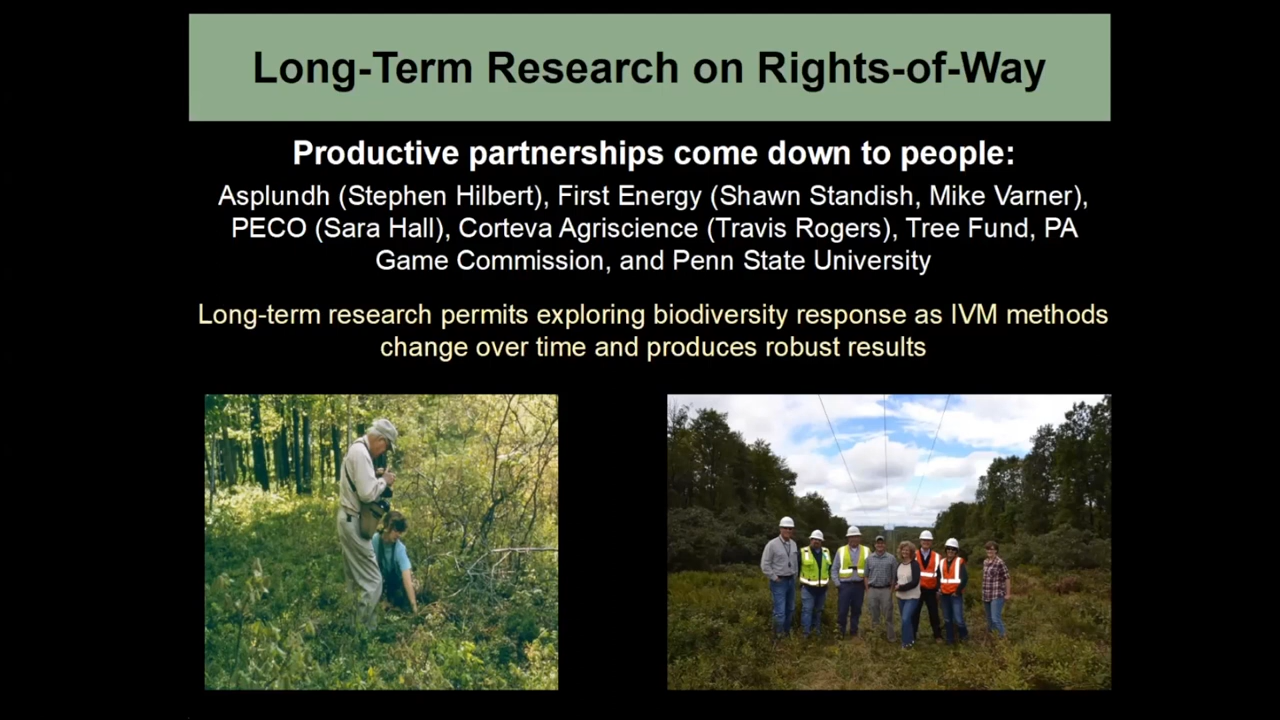 Long-Term Research on Rights-of-Way
Productive partnerships come down to people:
Asplundh (Stephen Hilbert), First Energy (Shawn Standish, Mike Varner),
PECO (Sara Hall), Corteva Agriscience (Travis Rogers), Tree Fund, PA
Game Commission, and Penn State University
Long-term research permits exploring biodiversity response as IVM methods
change over time and produces robust results